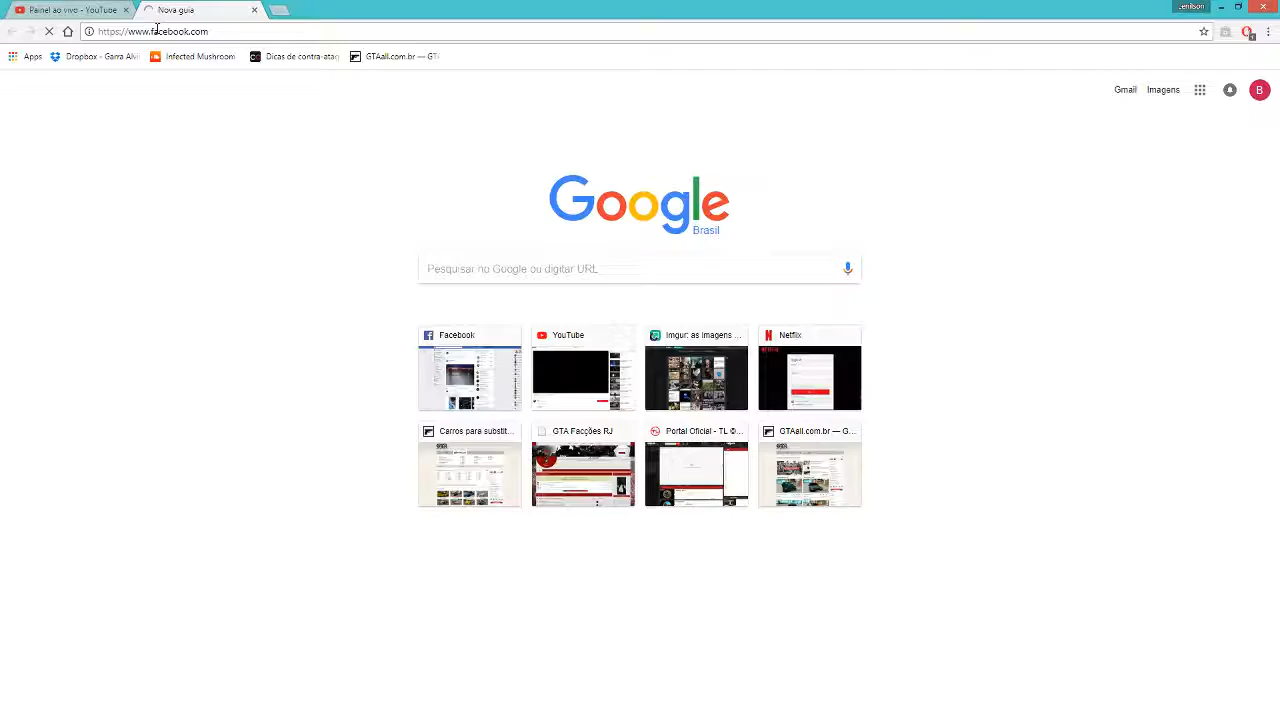 Painel ao vivo - YouTube
Nova guia
Jenilson
https://www.facebook.com
Apps
Dropbox - Garra Al
Infected Mushroom
Dicas de contra-ataq
GTAall.com.br — GT
Gmail
Imagens
B
Google
Brasil
Pesquisar no Google ou digitar URL
Facebook
YouTube
Imgur: as imagens ...
Netflix
Carros para substit...
GTA Facções RJ
Portal Oficial - TL ©...
GTAall.com.br — G...